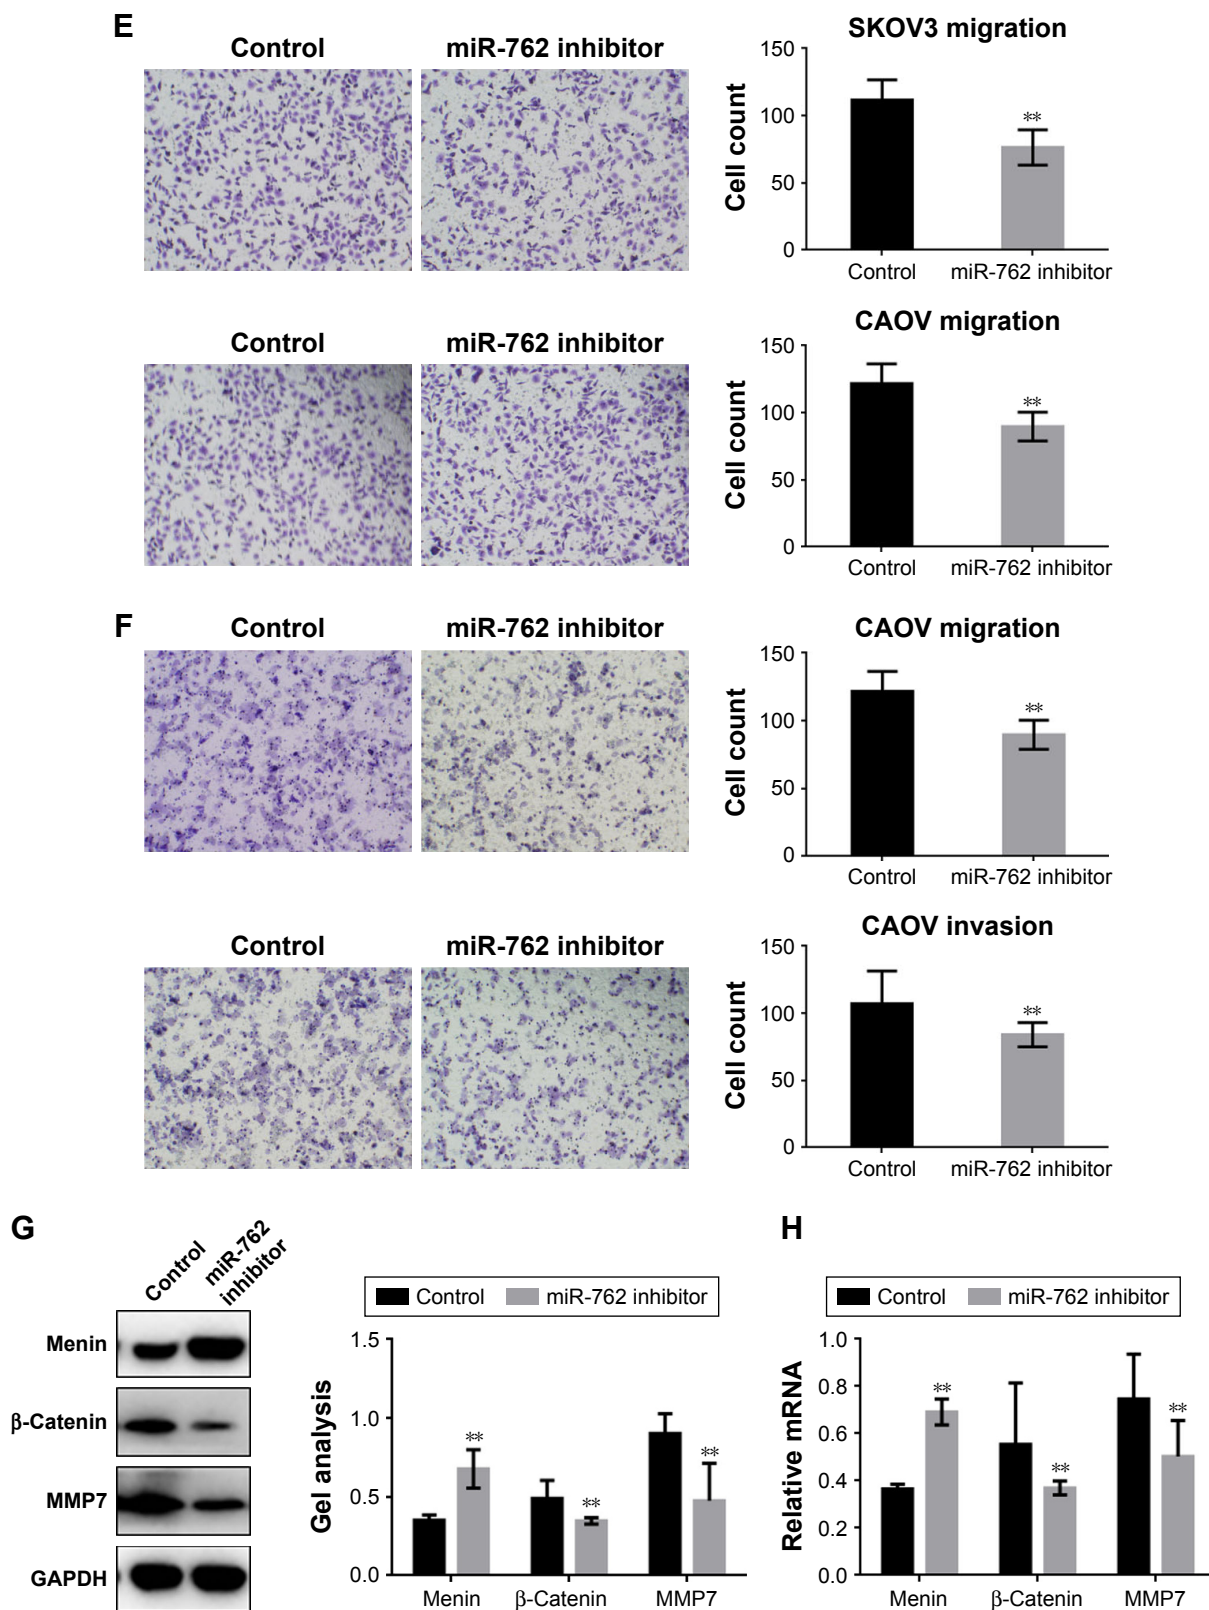 E
Control
miR-762 inhibitor
SKOV3 migration
Cell count
150
100
50
0
**
Control
miR-762 inhibitor
Control
miR-762 inhibitor
CAOV migration
Cell count
150
100
50
0
**
Control
miR-762 inhibitor
F
Control
miR-762 inhibitor
CAOV migration
Cell count
150
100
50
0
**
Control
miR-762 inhibitor
Control
miR-762 inhibitor
CAOV invasion
Cell count
150
100
50
0
**
Control
miR-762 inhibitor
G
Control
miR-762
inhibitor
Menin
β-Catenin
MMP7
GAPDH
Control
miR-762 inhibitor
Gel analysis
1.5
1.0
0.5
0.0
**
**
**
Menin
β-Catenin
MMP7
H
Control
miR-762 inhibitor
Relative mRNA
1.0
0.8
0.6
0.4
0.2
0.0
**
**
**
Menin
β-Catenin
MMP7